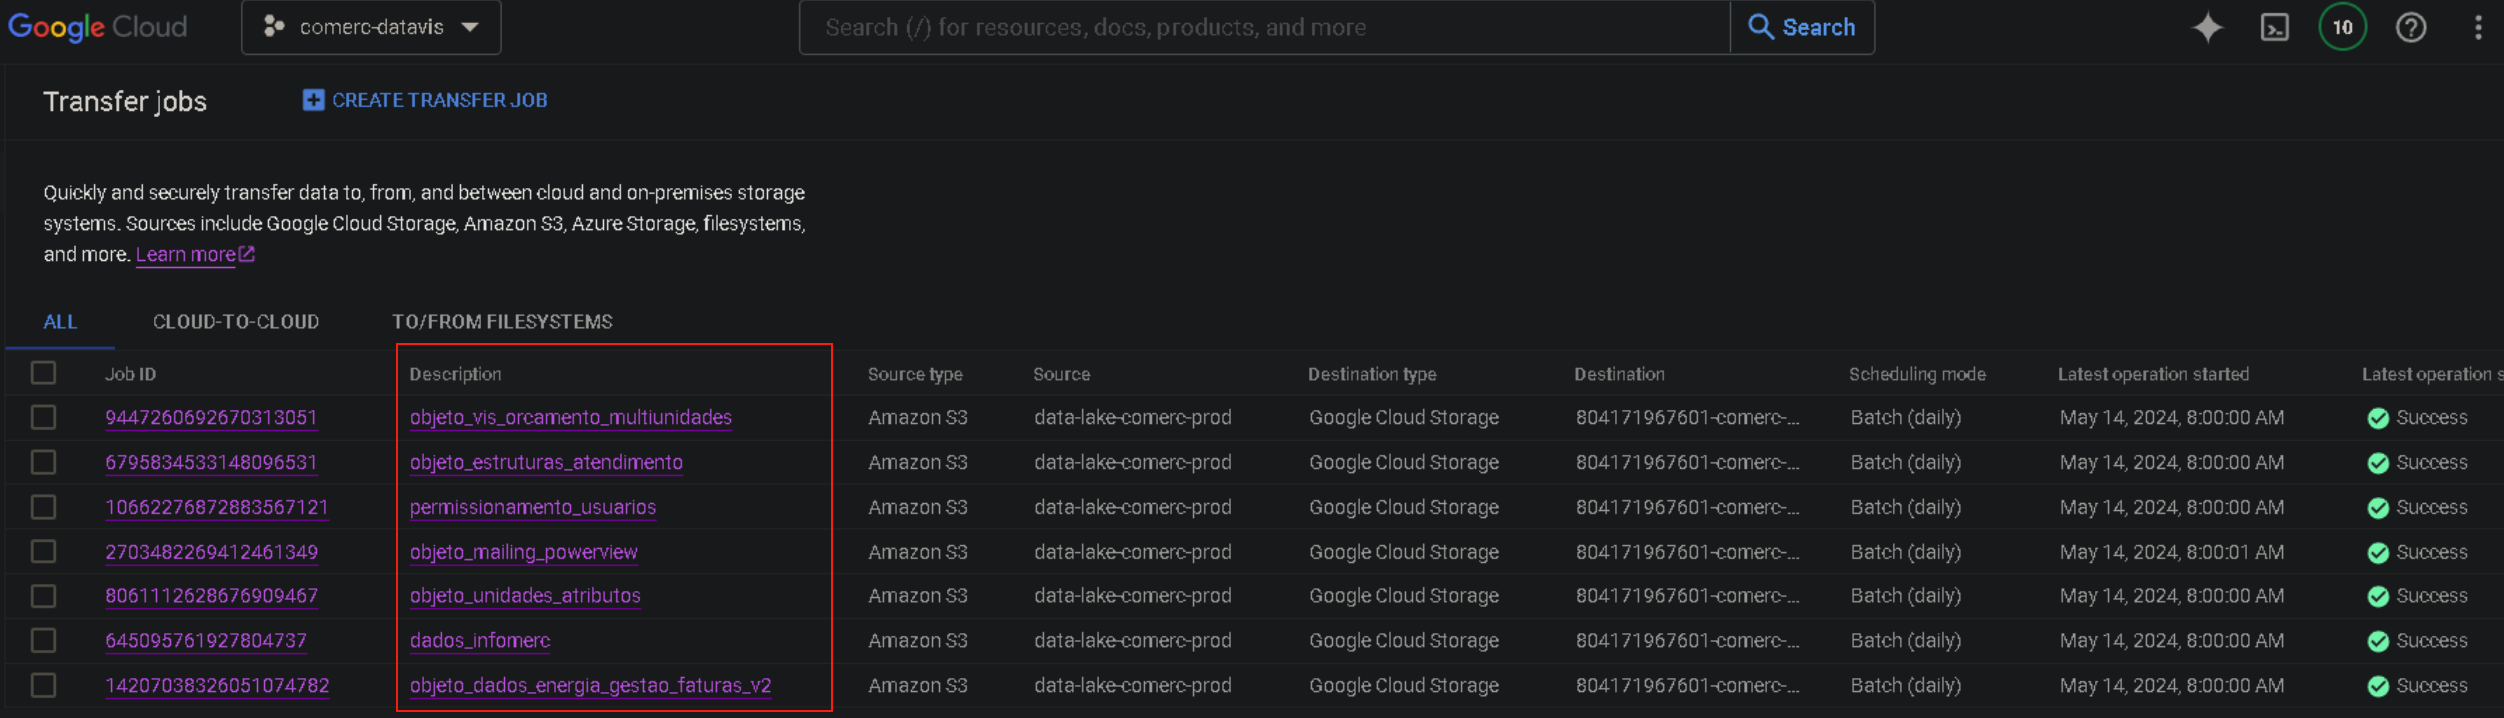 Google Cloud comerc-datavis Search (/) for resources, docs, products, and more Search 10
Transfer jobs CREATE TRANSFER JOB
Quickly and securely transfer data to, from, and between cloud and on-premises storage
systems. Sources include Google Cloud Storage, Amazon S3, Azure Storage, filesystems,
and more. Learn more
ALL CLOUD-TO-CLOUD TO/FROM FILESYSTEMS
Job ID Description Source type Source Destination type Destination Scheduling mode Latest operation started Latest operation s
9447260692670313051 objeto_vis_orcamento_multiunidades Amazon S3 data-lake-comerc-prod Google Cloud Storage 804171967601-comerc-... Batch (daily) May 14, 2024, 8:00:00 AM Success
6795834533148096531 objeto_estruturas_atendimento Amazon S3 data-lake-comerc-prod Google Cloud Storage 804171967601-comerc-... Batch (daily) May 14, 2024, 8:00:00 AM Success
10662276872883567121 permissionamento_usuarios Amazon S3 data-lake-comerc-prod Google Cloud Storage 804171967601-comerc-... Batch (daily) May 14, 2024, 8:00:00 AM Success
2703482269412461349 objeto_mailing_powerview Amazon S3 data-lake-comerc-prod Google Cloud Storage 804171967601-comerc-... Batch (daily) May 14, 2024, 8:00:01 AM Success
8061112628676909467 objeto_unidades_atributos Amazon S3 data-lake-comerc-prod Google Cloud Storage 804171967601-comerc-... Batch (daily) May 14, 2024, 8:00:00 AM Success
645095761927804737 dados_infomerc Amazon S3 data-lake-comerc-prod Google Cloud Storage 804171967601-comerc-... Batch (daily) May 14, 2024, 8:00:00 AM Success
14207038326051074782 objeto_dados_energia_gestao_faturas_v2 Amazon S3 data-lake-comerc-prod Google Cloud Storage 804171967601-comerc-... Batch (daily) May 14, 2024, 8:00:00 AM Success